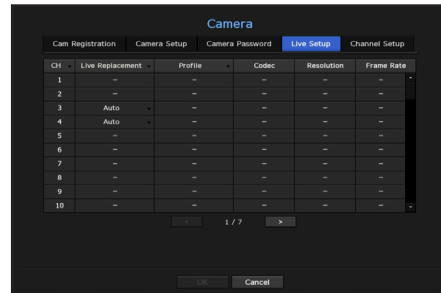 Camera
Cam Registration Camera Setup Camera Password Live Setup Channel Setup
CH Live Replacement Profile Codec Resolution Frame Rate
1 – – – – –
2 – – – – –
3 Auto – – – –
4 Auto – – – –
5 – – – – –
6 – – – – –
7 – – – – –
8 – – – – –
9 – – – – –
10 – – – – –
< 1 / 7 >
OK Cancel